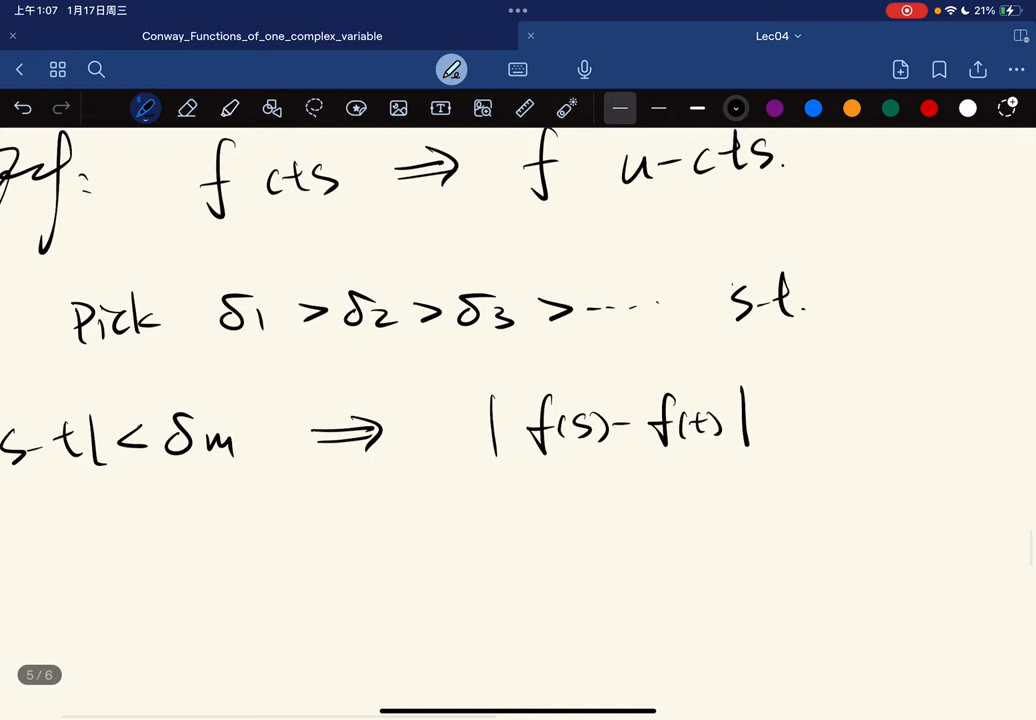 上午1:07 1月17日周三
21%
Conway_Functions_of_one_complex_variable
Lec04
Pf: f cts ⇒ f u-cts.
Pick δ1 > δ2 > δ3 > ···· s-t.
s-t| < δm ⇒ | f(s) - f(t) |
5 / 6